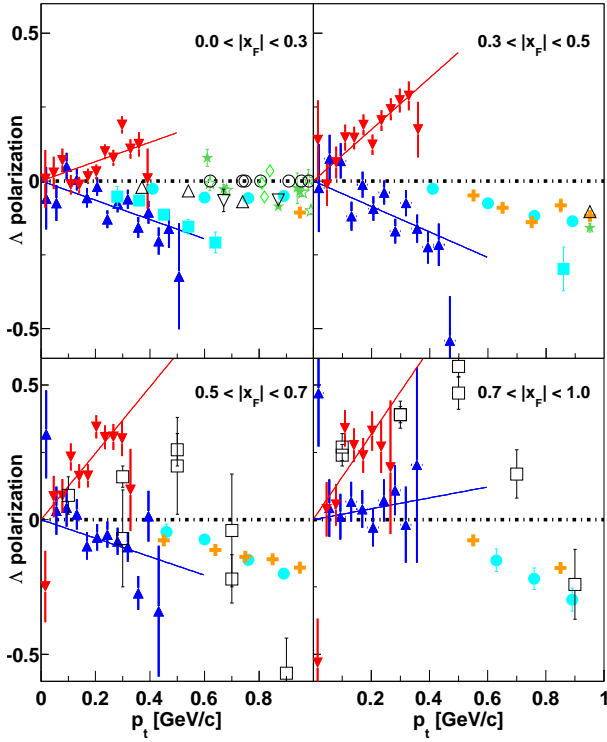 0.0 < |x_F| < 0.3
0.3 < |x_F| < 0.5
0.5
0
-0.5
Λ polarization
0.5 < |x_F| < 0.7
0.7 < |x_F| < 1.0
0.5
0
-0.5
Λ polarization
0 0.2 0.4 0.6 0.8
0.2 0.4 0.6 0.8 1
p_t [GeV/c]
p_t [GeV/c]